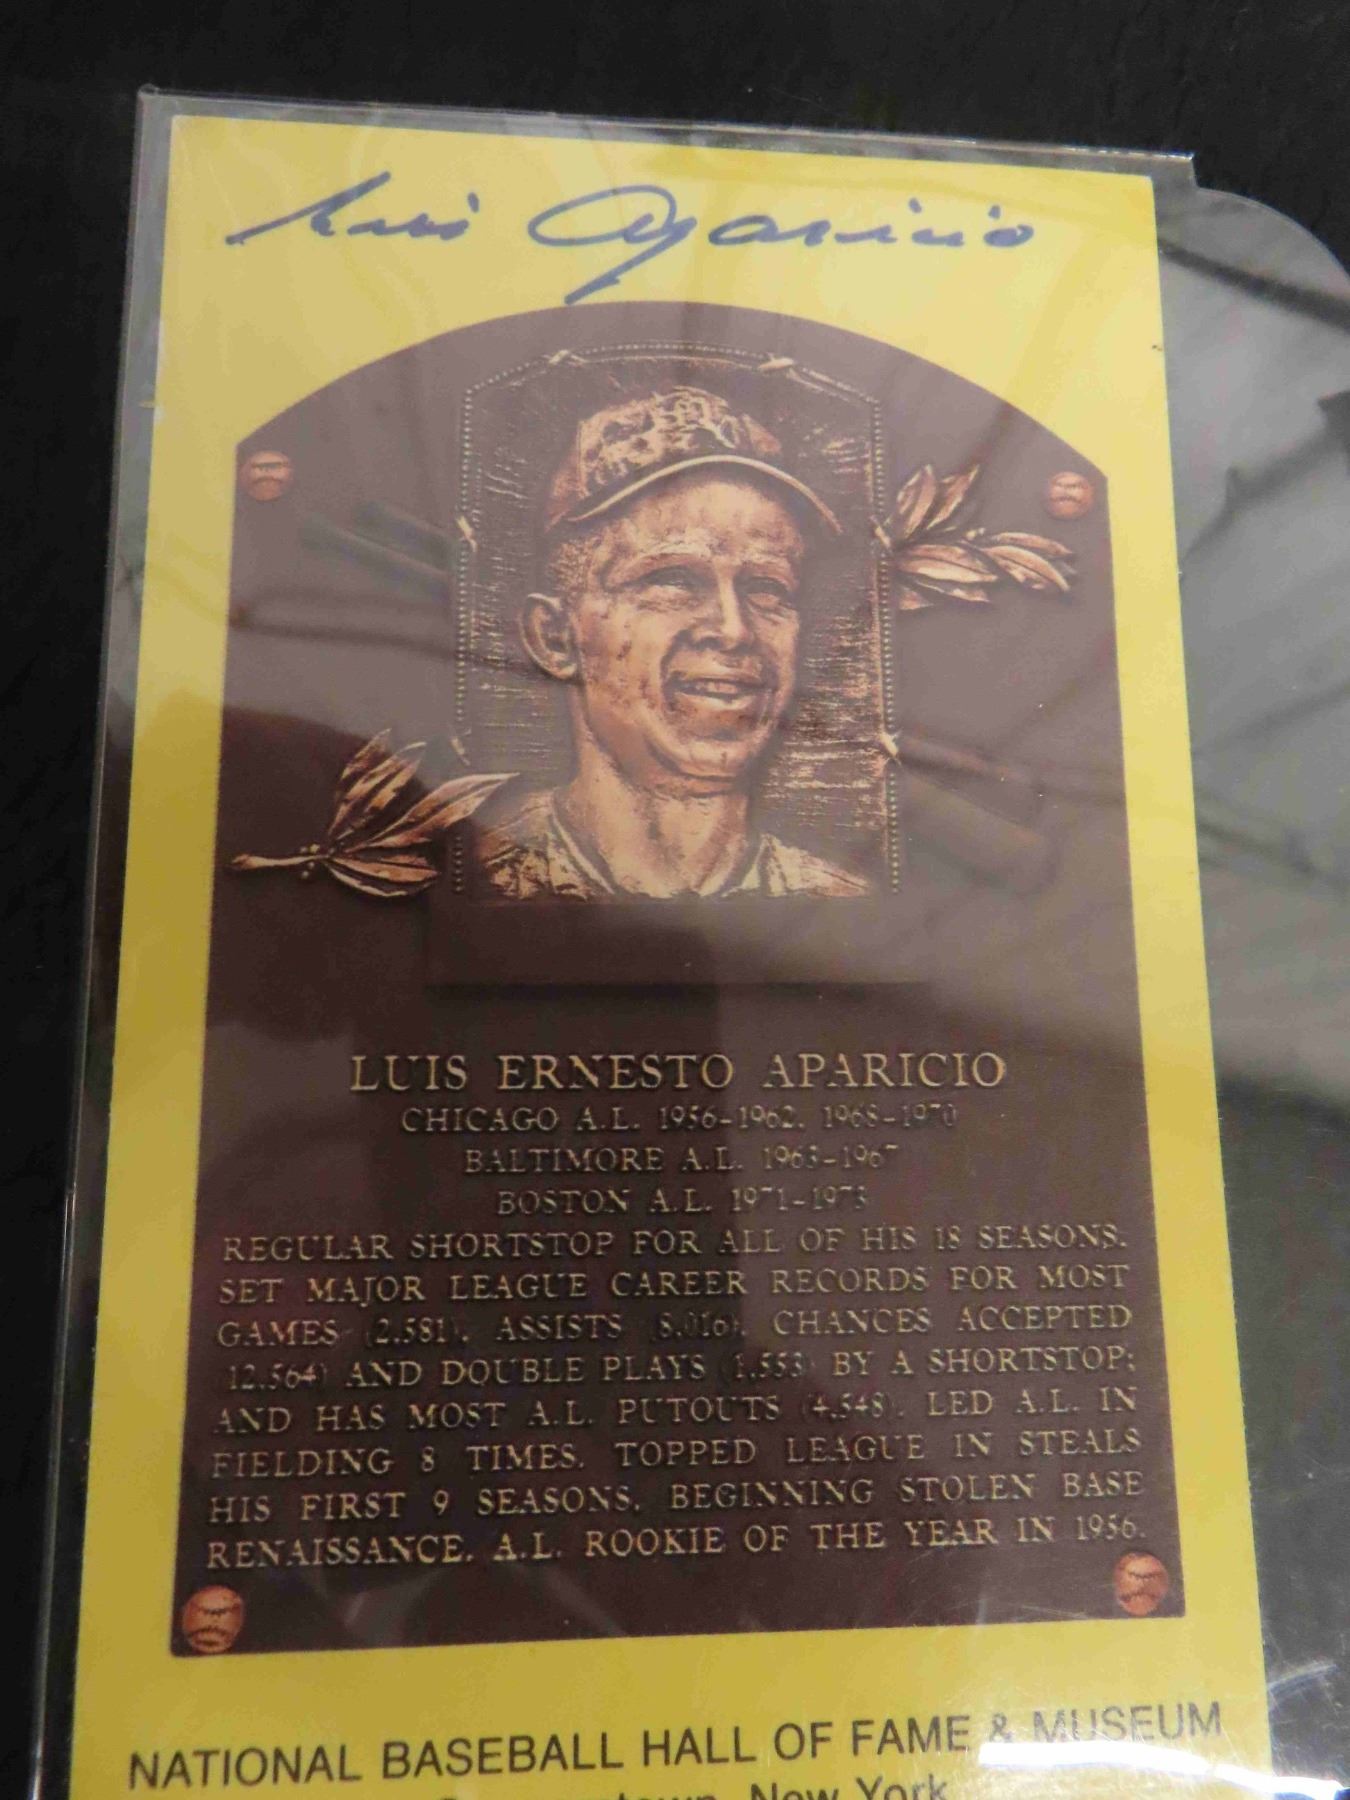 Luis Aparicio
LUIS ERNESTO APARICIO
CHICAGO A.L. 1956-1962, 1968-1970
BALTIMORE A.L. 1963-1967
BOSTON A.L. 1971-1973
REGULAR SHORTSTOP FOR ALL OF HIS 18 SEASONS.
SET MAJOR LEAGUE CAREER RECORDS FOR MOST
GAMES (2,581), ASSISTS (8,016), CHANCES ACCEPTED
(12,564) AND DOUBLE PLAYS (1,553) BY A SHORTSTOP;
AND HAS MOST A.L. PUTOUTS (4,548). LED A.L. IN
FIELDING 8 TIMES. TOPPED LEAGUE IN STEALS
HIS FIRST 9 SEASONS, BEGINNING STOLEN BASE
RENAISSANCE. A.L. ROOKIE OF THE YEAR IN 1956.
NATIONAL BASEBALL HALL OF FAME & MUSEUM
New York